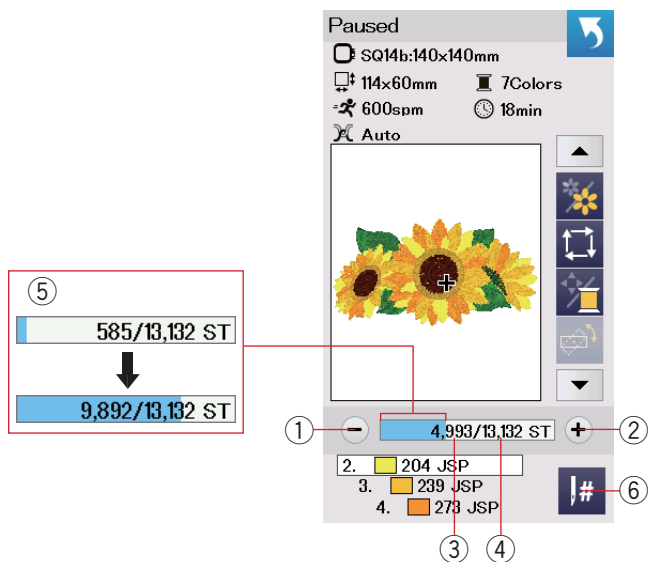 Paused
SQ14b:140x140mm
114x60mm
7Colors
600spm
18min
Auto
⑤
585/13,132 ST
9,892/13,132 ST
①
−
4,993/13,132 ST
+
②
2. 204 JSP
3. 239 JSP
4. 273 JSP
#
⑥
③
④